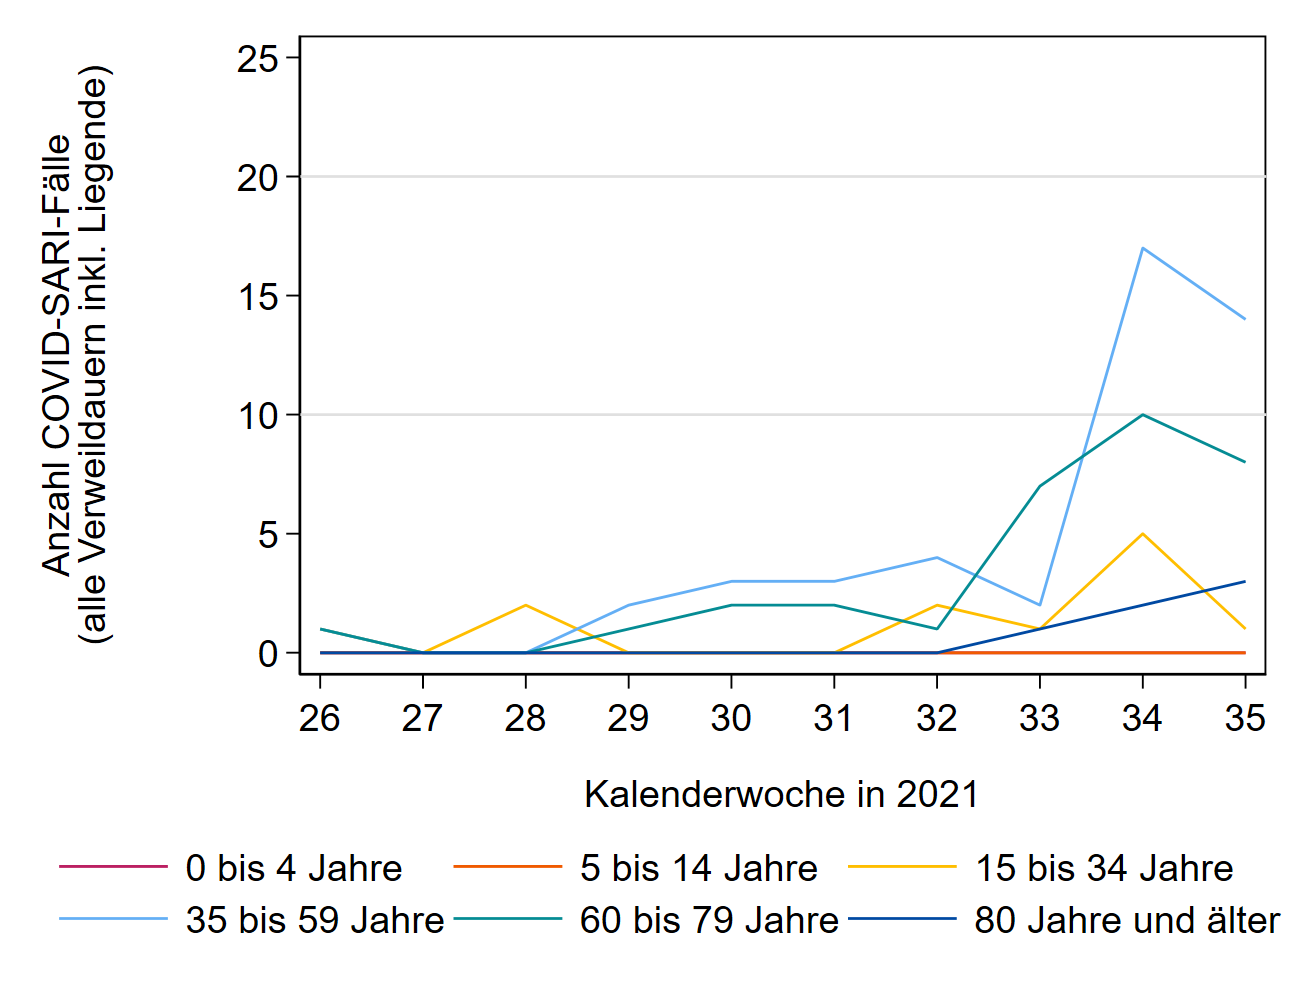 Anzahl COVID-SARI-Fälle
(alle Verweildauern inkl. Liegende)
25
20
15
10
5
0
26 27 28 29 30 31 32 33 34 35
Kalenderwoche in 2021
0 bis 4 Jahre 5 bis 14 Jahre 15 bis 34 Jahre
35 bis 59 Jahre 60 bis 79 Jahre 80 Jahre und älter